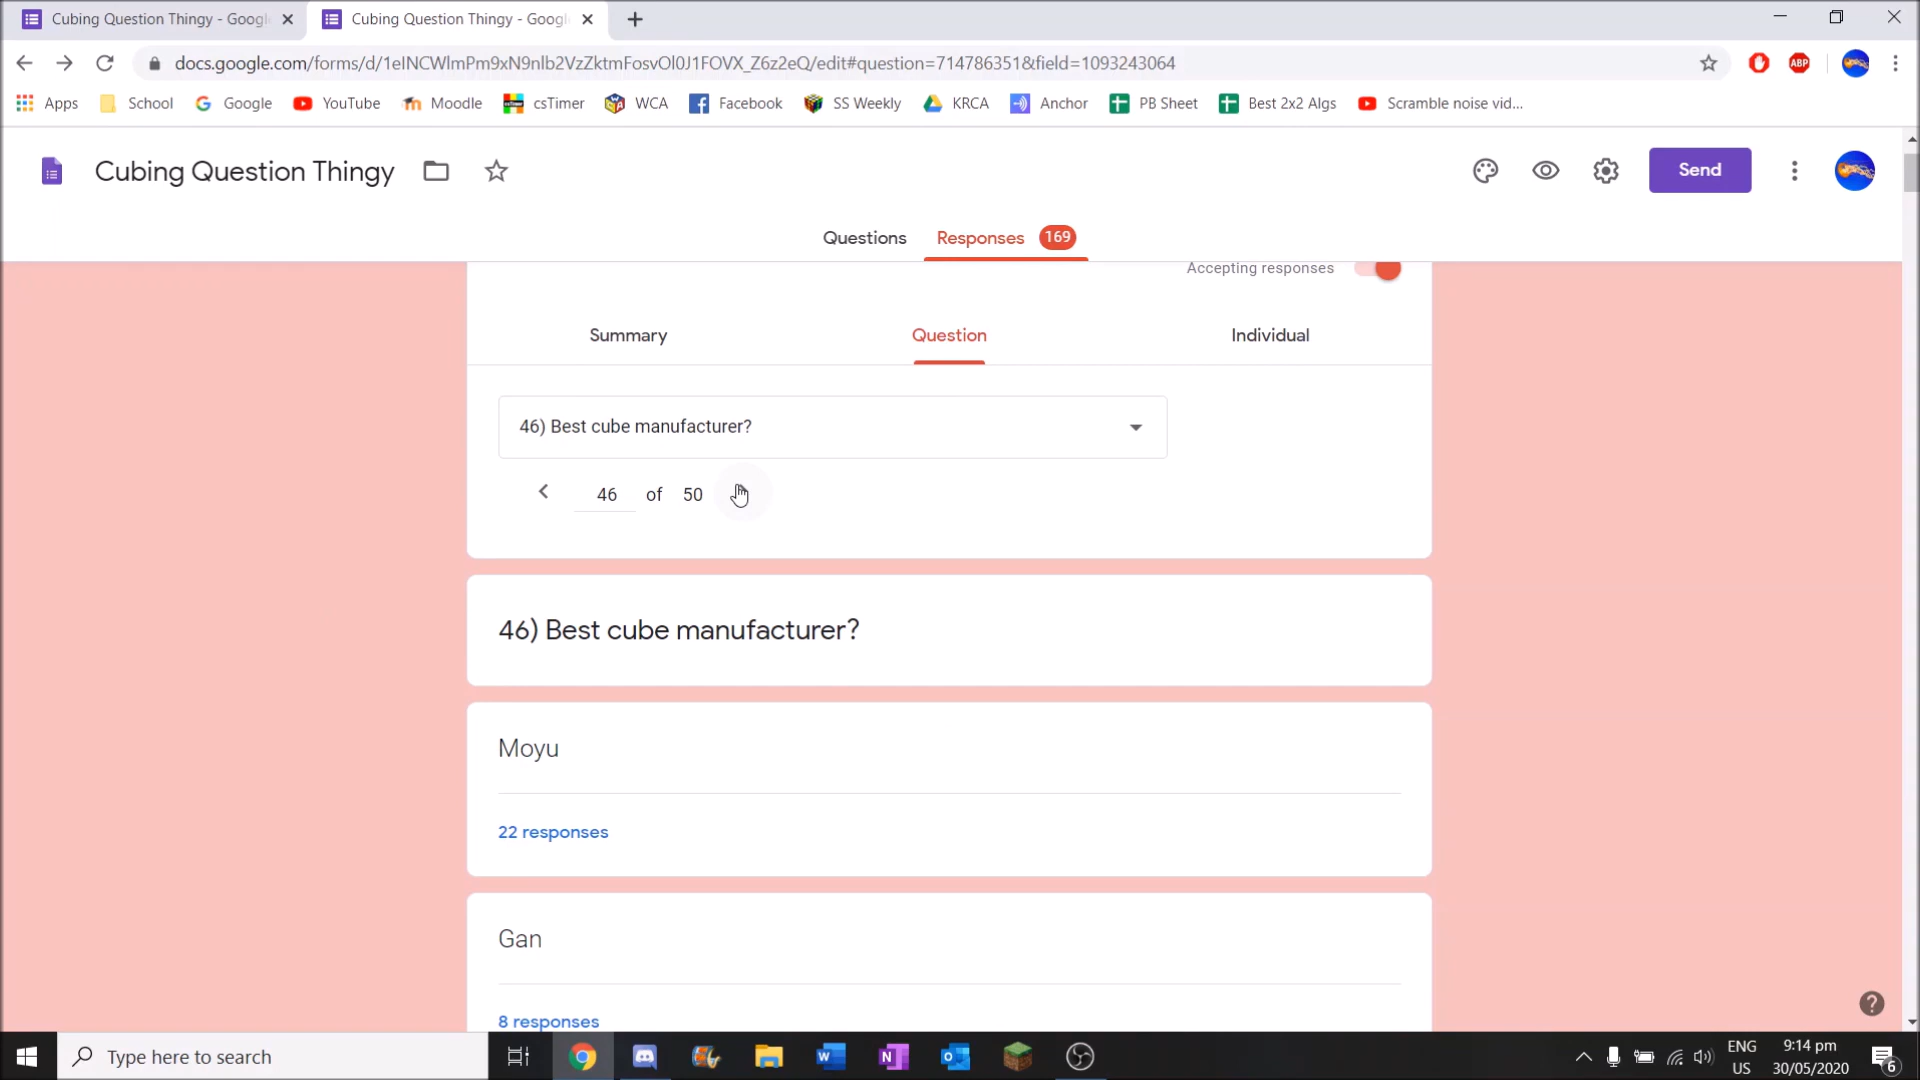 Cubing Question Thingy - Googl
Cubing Question Thingy - Googl
docs.google.com/forms/d/1eINCWlmPm9xN9nlb2VzZktmFosvOl0J1FOVX_Z6z2eQ/edit#question=714786351&field=1093243064
ABP
Apps School Google YouTube Moodle csTimer WCA Facebook SS Weekly KRCA Anchor PB Sheet Best 2x2 Algs Scramble noise vid...
Cubing Question Thingy
Send
Questions Responses 169
Accepting responses
Summary Question Individual
46) Best cube manufacturer?
46 of 50
46) Best cube manufacturer?
Moyu
22 responses
Gan
8 responses
Type here to search
ENG
US
9:14 pm
30/05/2020
6